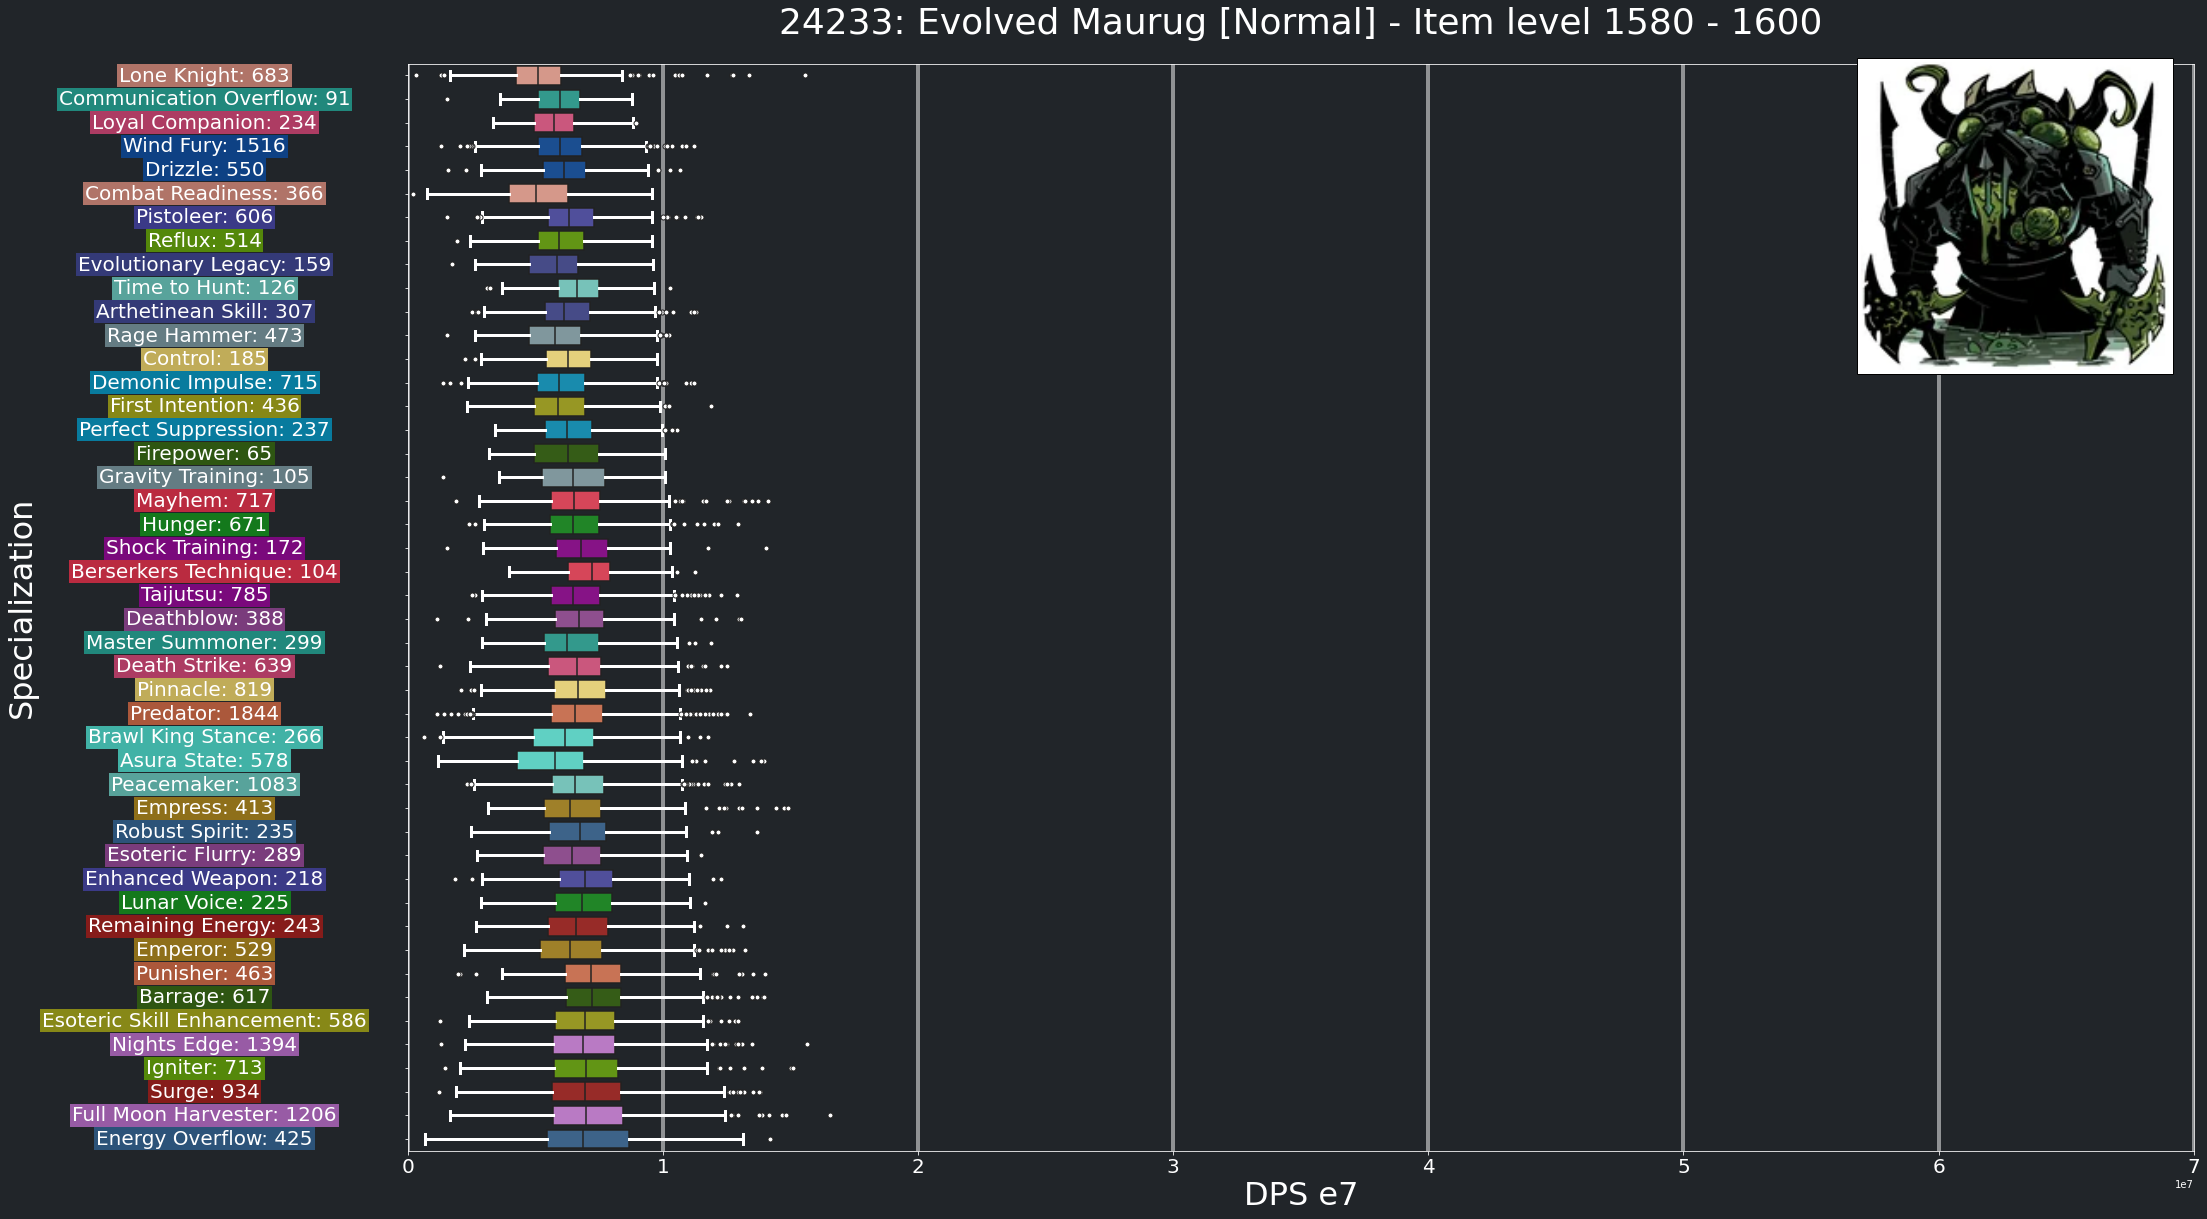 24233: Evolved Maurug [Normal] - Item level 1580 - 1600
Specialization
Lone Knight: 683
Communication Overflow: 91
Loyal Companion: 234
Wind Fury: 1516
Drizzle: 550
Combat Readiness: 366
Pistoleer: 606
Reflux: 514
Evolutionary Legacy: 159
Time to Hunt: 126
Arthetinean Skill: 307
Rage Hammer: 473
Control: 185
Demonic Impulse: 715
First Intention: 436
Perfect Suppression: 237
Firepower: 65
Gravity Training: 105
Mayhem: 717
Hunger: 671
Shock Training: 172
Berserkers Technique: 104
Taijutsu: 785
Deathblow: 388
Master Summoner: 299
Death Strike: 639
Pinnacle: 819
Predator: 1844
Brawl King Stance: 266
Asura State: 578
Peacemaker: 1083
Empress: 413
Robust Spirit: 235
Esoteric Flurry: 289
Enhanced Weapon: 218
Lunar Voice: 225
Remaining Energy: 243
Emperor: 529
Punisher: 463
Barrage: 617
Esoteric Skill Enhancement: 586
Nights Edge: 1394
Igniter: 713
Surge: 934
Full Moon Harvester: 1206
Energy Overflow: 425
0 1 2 3 4 5 6 7
1e7
DPS e7